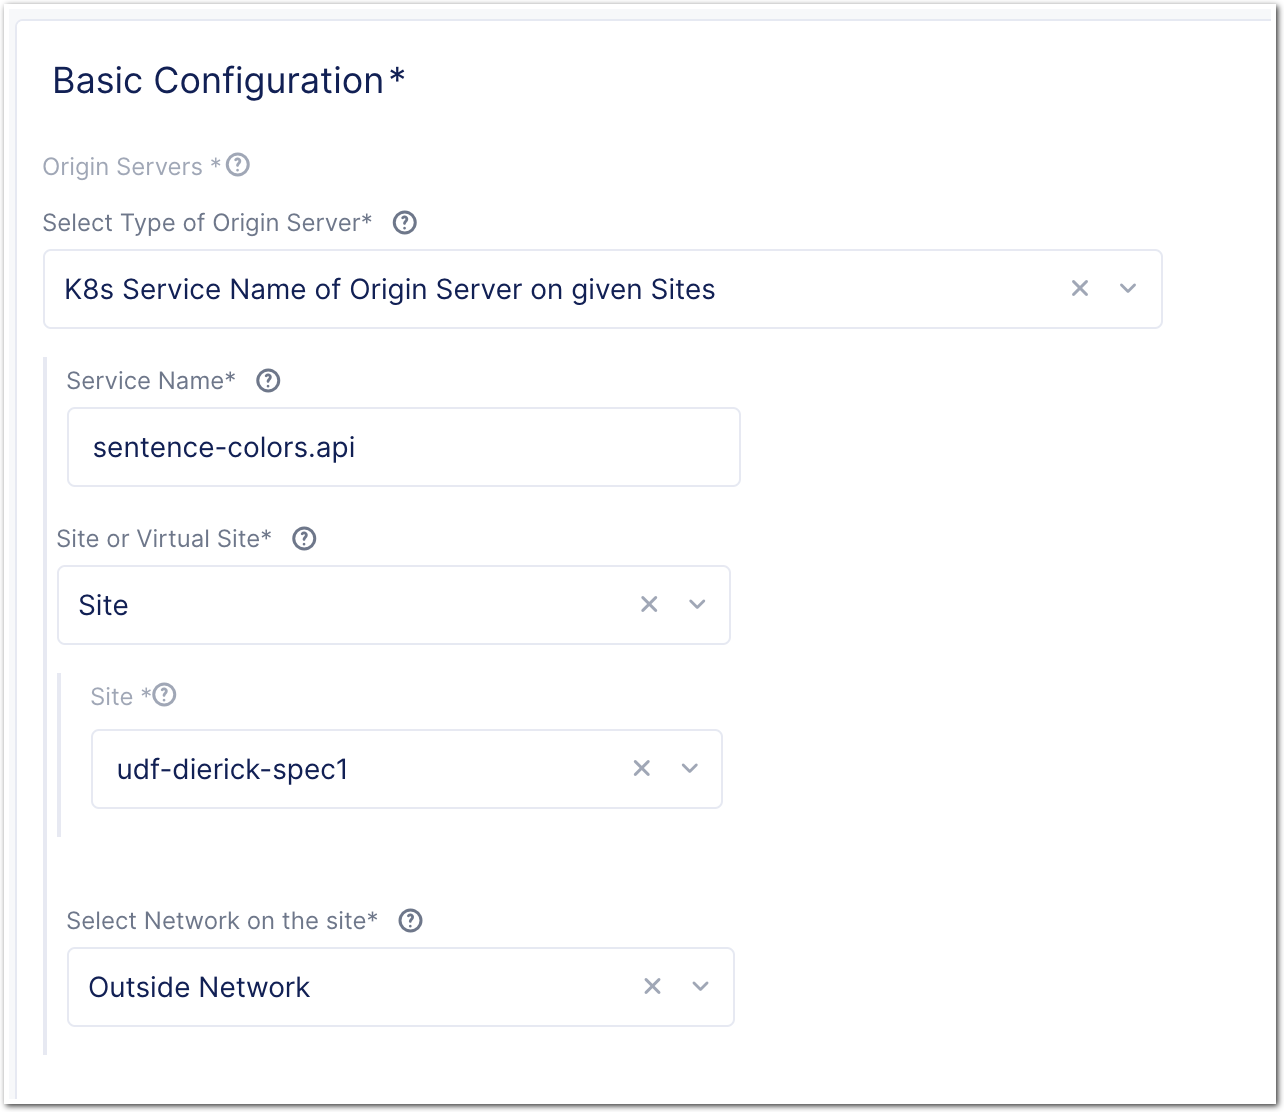 Basic Configuration*
Origin Servers *
Select Type of Origin Server*
K8s Service Name of Origin Server on given Sites
Service Name*
sentence-colors.api
Site or Virtual Site*
Site
Site *
udf-dierick-spec1
Select Network on the site*
Outside Network